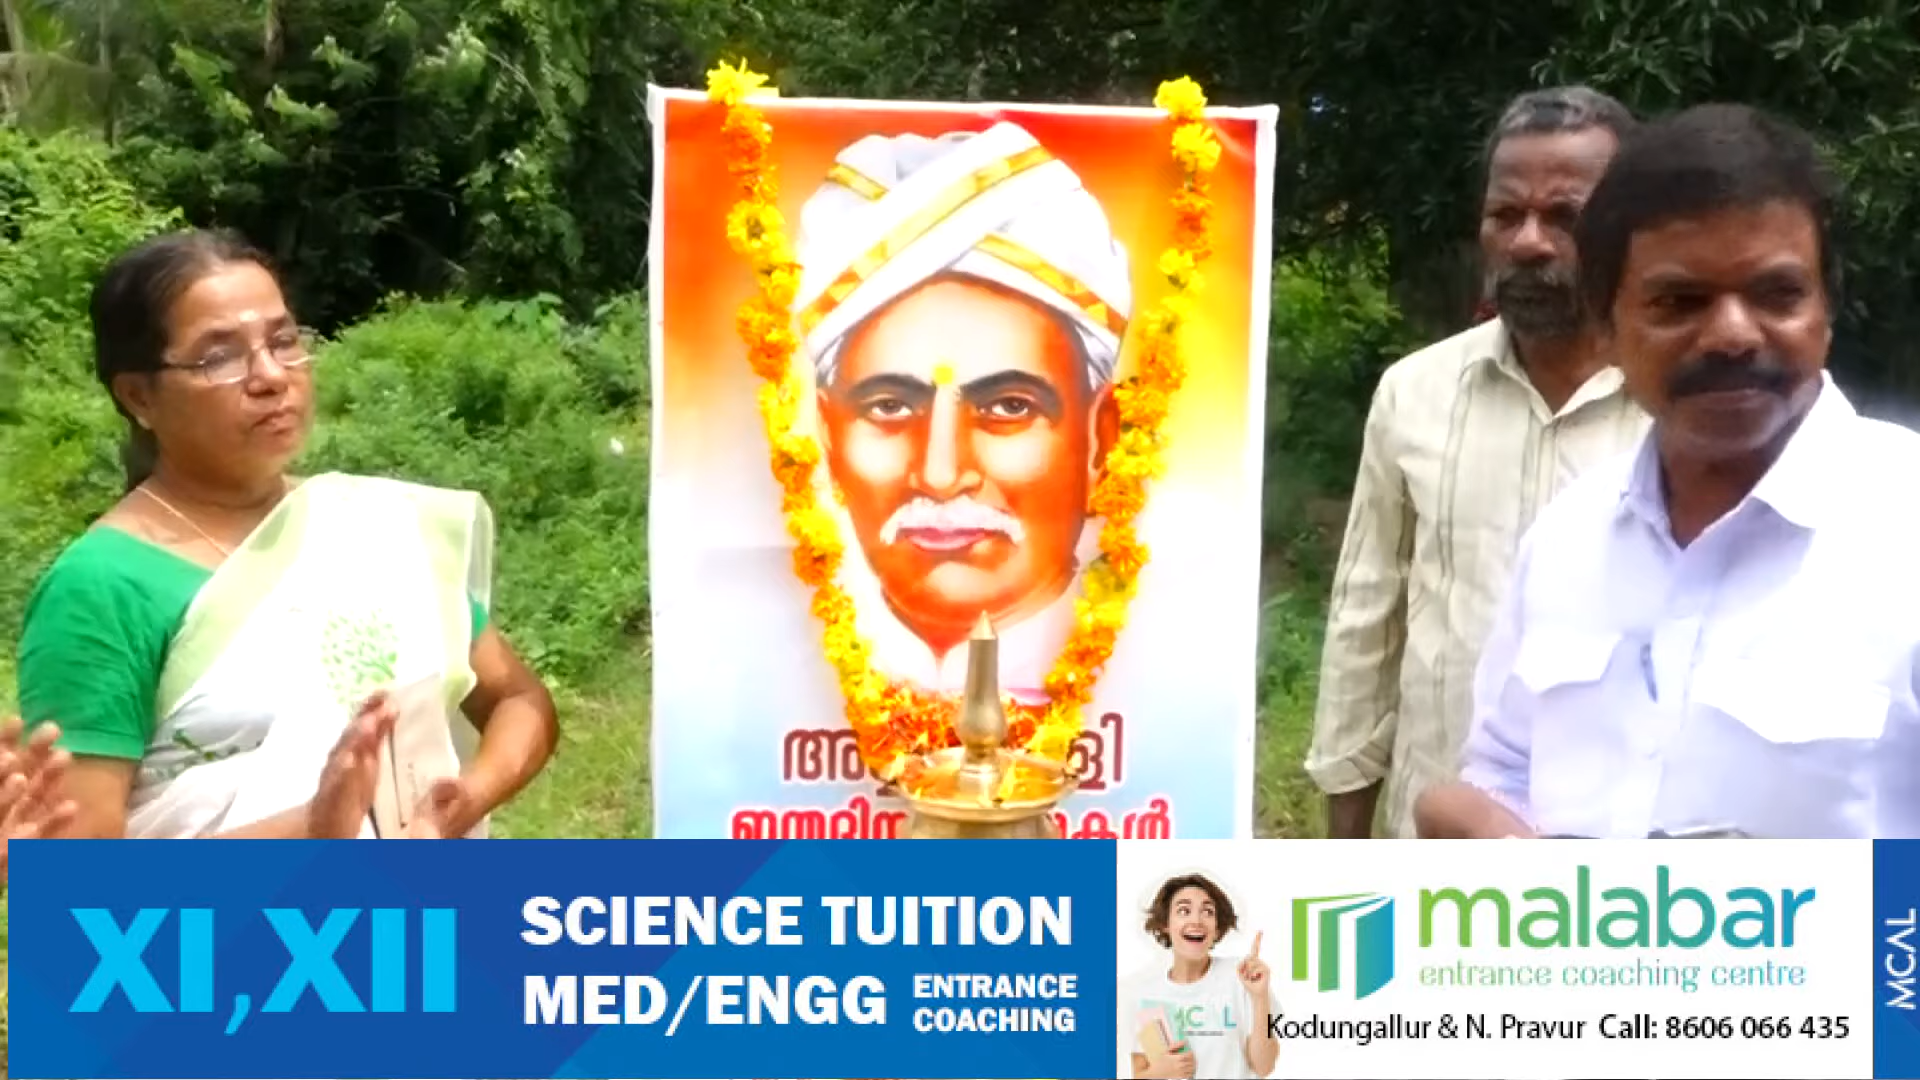 XI, XII
SCIENCE TUITION
MED/ENGG ENTRANCE COACHING
malabar
entrance coaching centre
Kodungallur & N. Pravur Call: 8606 066 435
MCAL